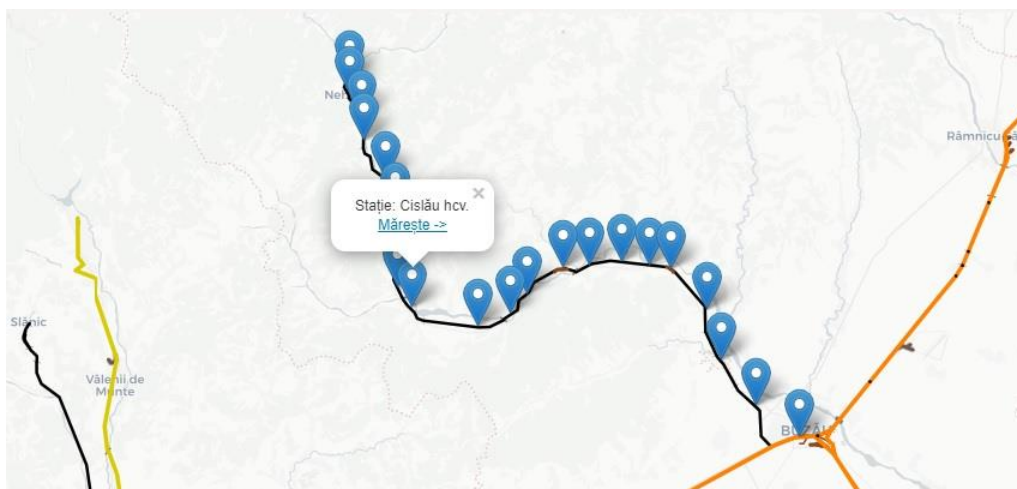 Râmnicu
Stație: Cislău hcv.
Mărește ->
Slănic
Vălenii de
Munte
BUZĂU